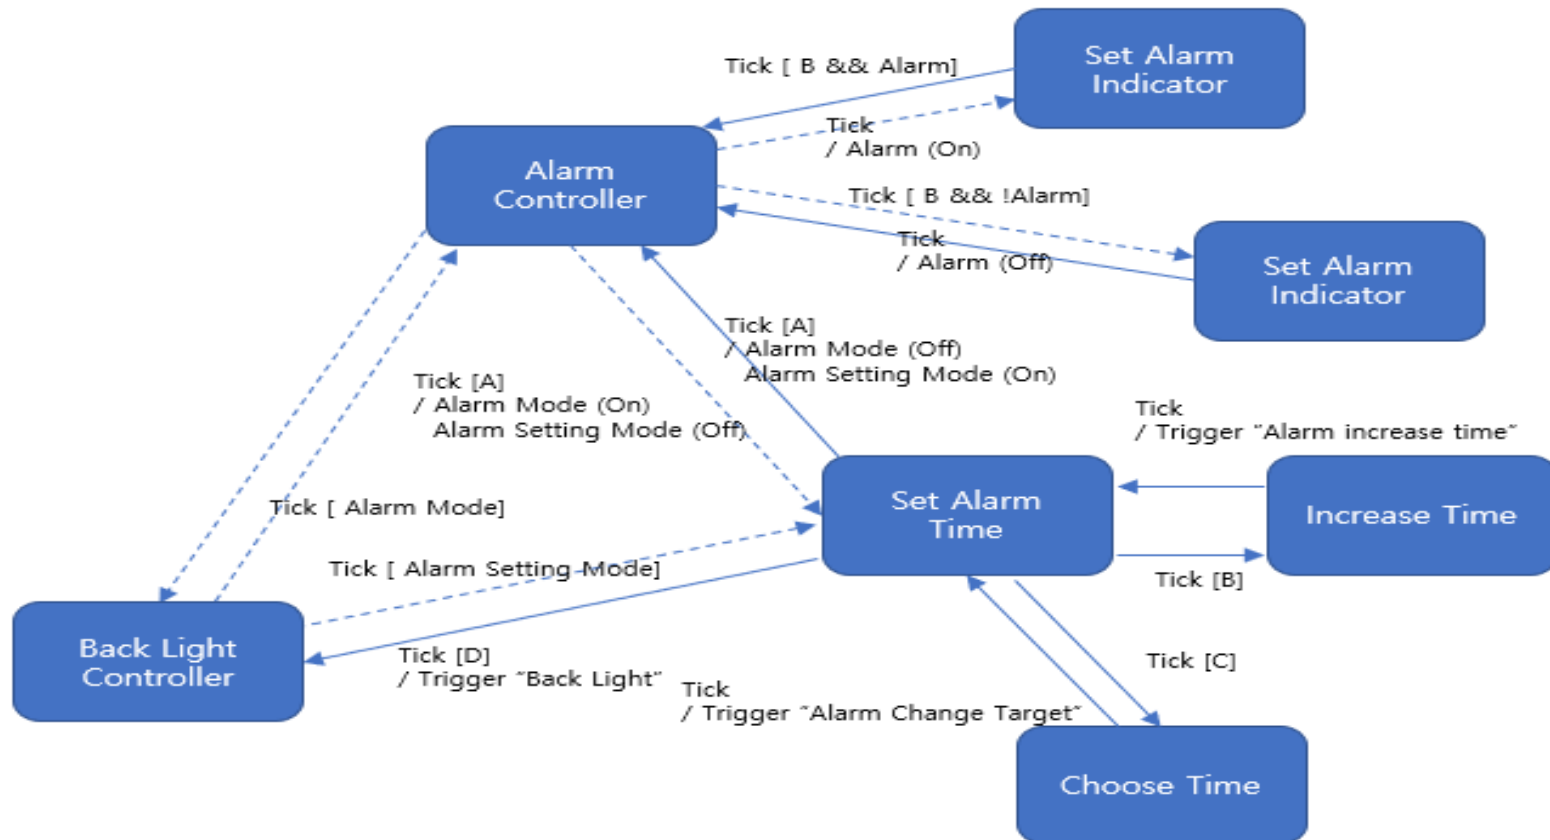 Set Alarm
Indicator
Tick [ B && Alarm]
Tick
/ Alarm (On)
Alarm
Controller
Tick [ B && !Alarm]
Tick
/ Alarm (Off)
Set Alarm
Indicator
Tick [A]
/ Alarm Mode (Off)
Alarm Setting Mode (On)
Tick [A]
/ Alarm Mode (On)
Alarm Setting Mode (Off)
Tick
/ Trigger “Alarm increase time”
Set Alarm
Time
Increase Time
Tick [ Alarm Mode]
Tick [ Alarm Setting Mode]
Tick [B]
Back Light
Controller
Tick [D]
/ Trigger “Back Light”
Tick [C]
Tick
/ Trigger “Alarm Change Target”
Choose Time